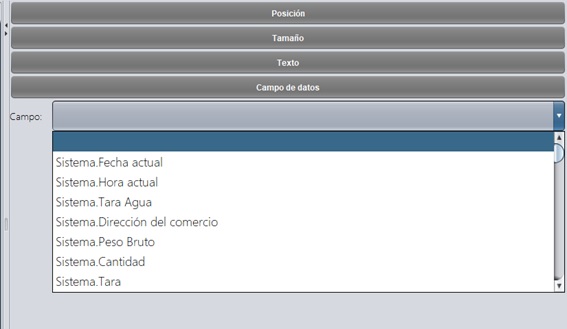 Posición
Tamaño
Texto
Campo de datos
Campo:
Sistema.Fecha actual
Sistema.Hora actual
Sistema.Tara Agua
Sistema.Dirección del comercio
Sistema.Peso Bruto
Sistema.Cantidad
Sistema.Tara